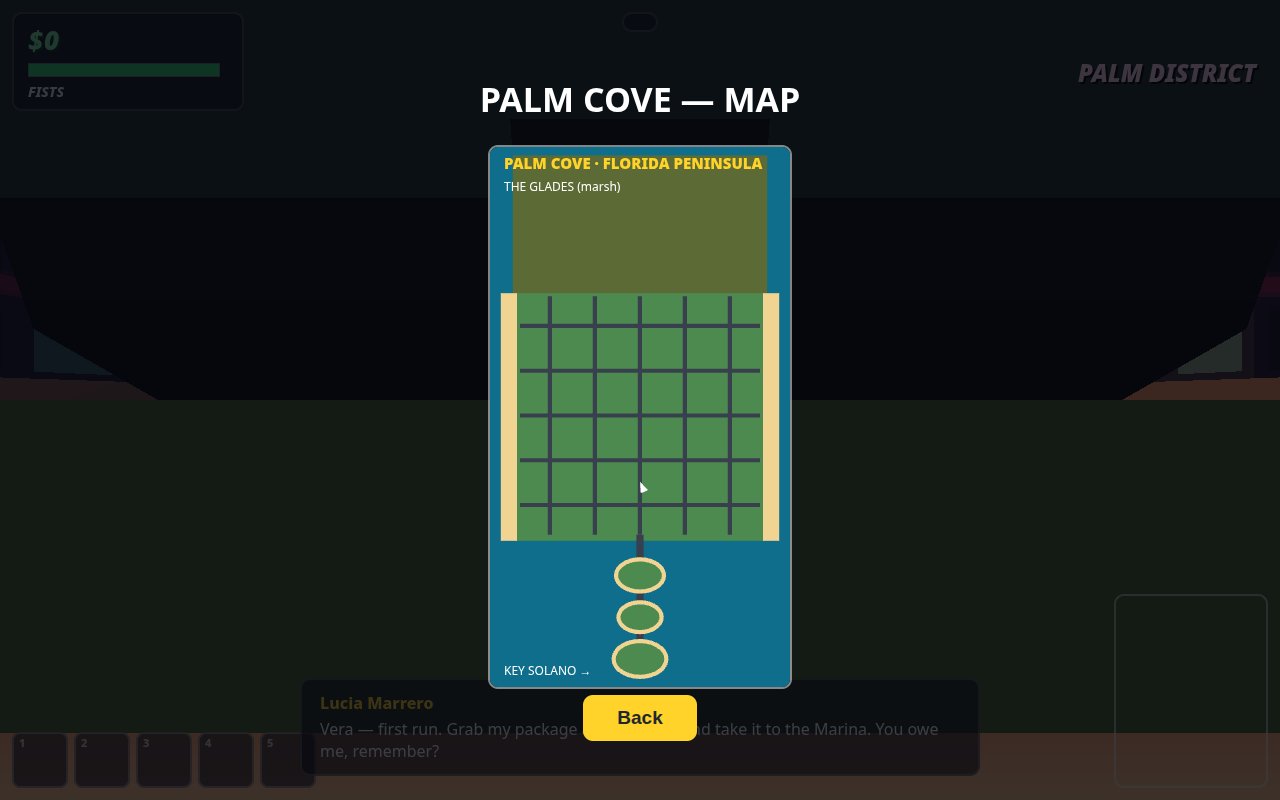 $0
FISTS
PALM DISTRICT
PALM COVE — MAP
PALM COVE · FLORIDA PENINSULA
THE GLADES (marsh)
KEY SOLANO →
Back
Lucia Marrero
Vera — first run. Grab my package nd take it to the Marina. You owe
me, remember?
1 2 3 4 5